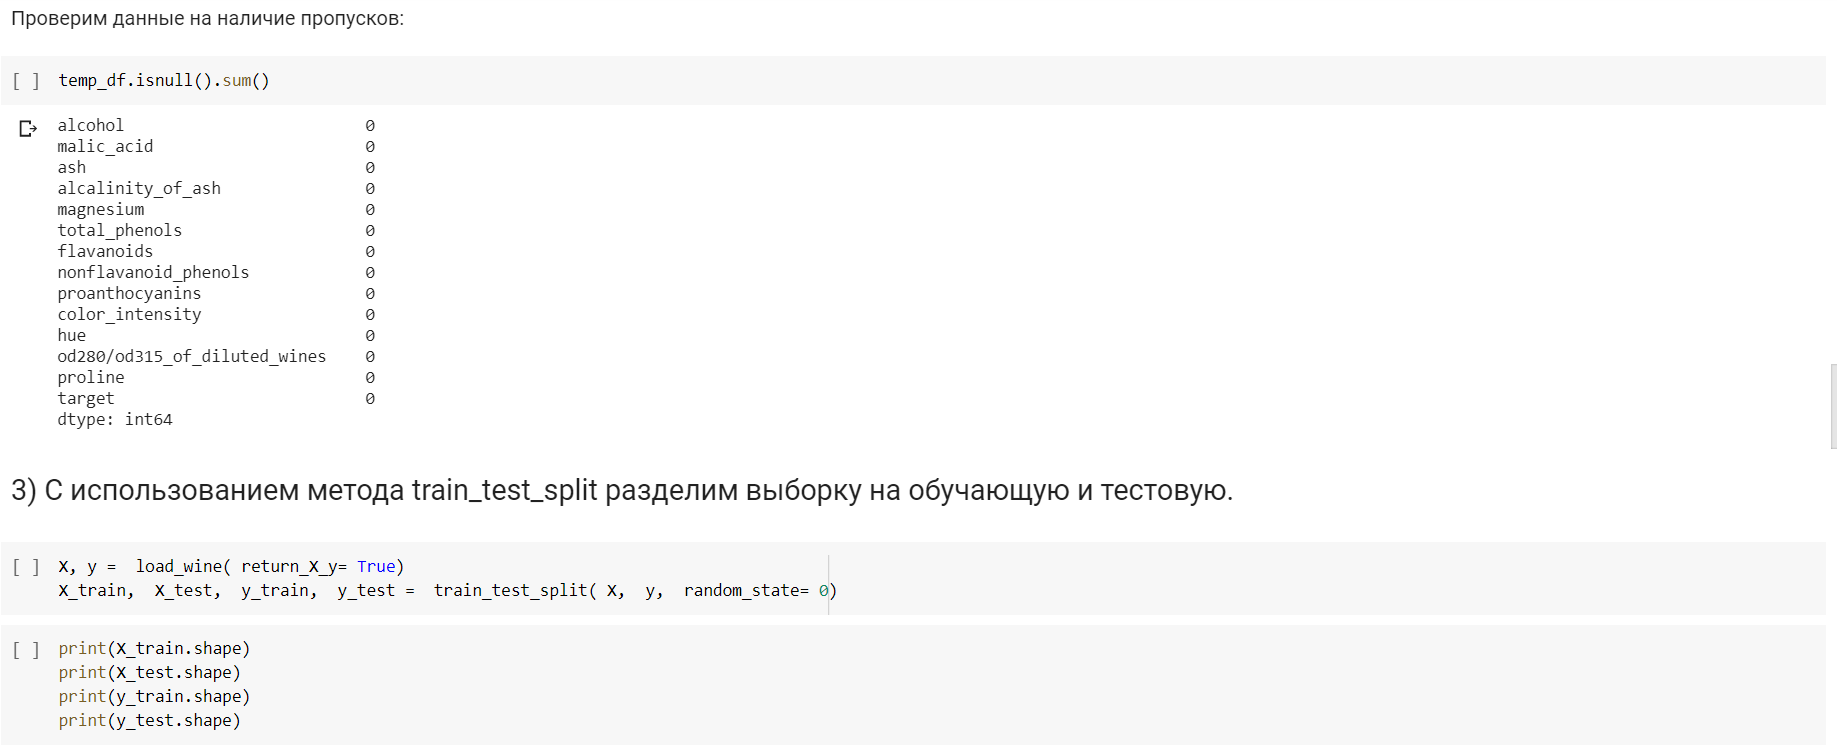 Проверим данные на наличие пропусков:
[ ] temp_df.isnull().sum()
alcohol 0
malic_acid 0
ash 0
alcalinity_of_ash 0
magnesium 0
total_phenols 0
flavanoids 0
nonflavanoid_phenols 0
proanthocyanins 0
color_intensity 0
hue 0
od280/od315_of_diluted_wines 0
proline 0
target 0
dtype: int64
3) С использованием метода train_test_split разделим выборку на обучающую и тестовую.
[ ] X, y = load_wine( return_X_y= True)
X_train, X_test, y_train, y_test = train_test_split( X, y, random_state= 0)
[ ] print(X_train.shape)
print(X_test.shape)
print(y_train.shape)
print(y_test.shape)